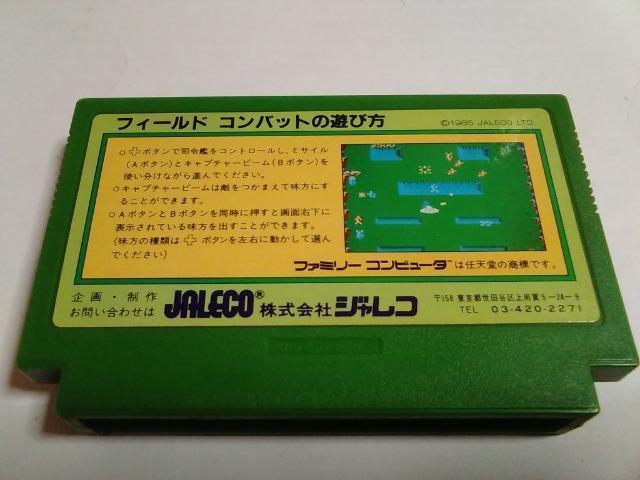 フィールド コンバットの遊び方
©1985 JALECO LTD.
○✚ボタンで司令艦をコントロールし、ミサイル
(Aボタン)とキャプチャービーム(Bボタン)を
使い分けながら進んでください。
○キャプチャービームは敵をつかまえて味方にす
ることができます。
○AボタンとBボタンを同時に押すと画面右下に
表示されている味方を出すことができます。
(味方の種類は✚ボタンを左右に動かして選ん
でください)
ファミリー コンピュータは任天堂の商標です。
企画・制作
お問い合わせは JALECO® 株式会社ジャレコ
〒158 東京都世田谷区上用賀5-24-9
TEL 03-420-2271